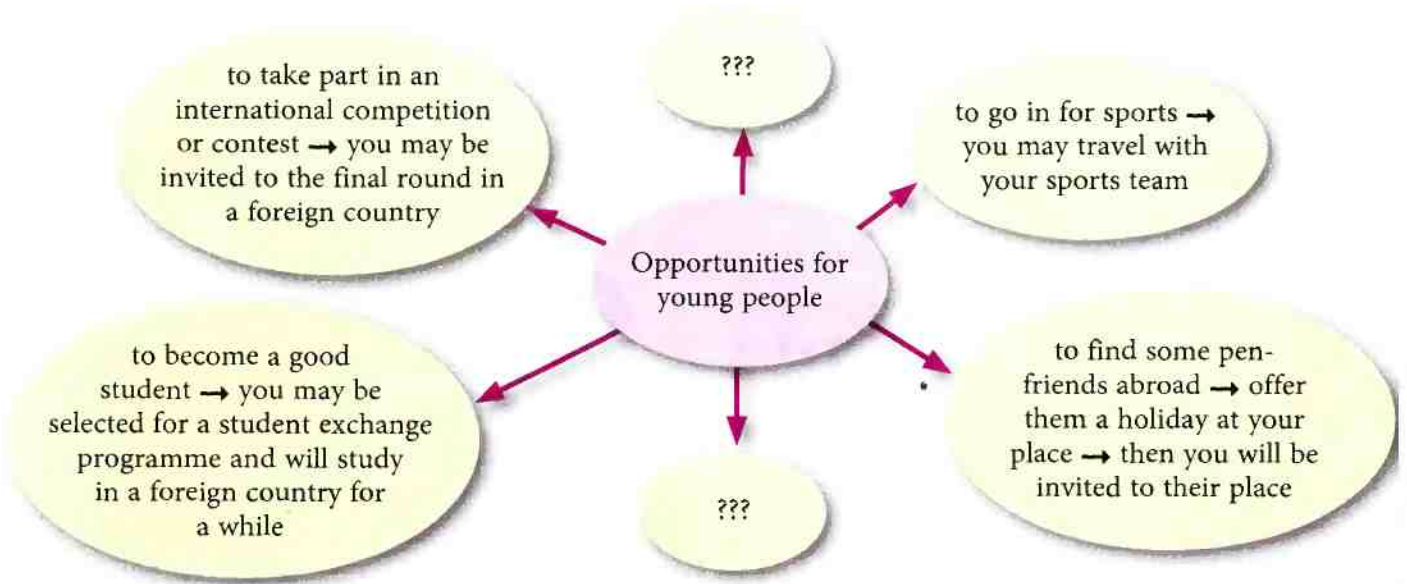 ???
to take part in an
international competition
or contest → you may be
invited to the final round in
a foreign country
to go in for sports →
you may travel with
your sports team
Opportunities for
young people
to become a good
student → you may be
selected for a student exchange
programme and will study
in a foreign country for
a while
to find some pen-
friends abroad → offer
them a holiday at your
place → then you will be
invited to their place
???